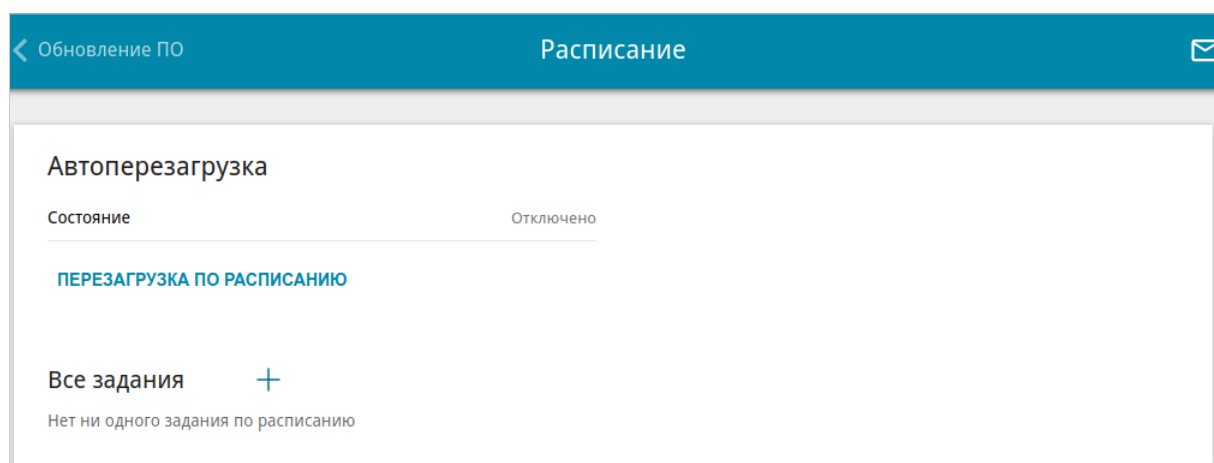 Обновление ПО
Расписание
Автоперезагрузка
Состояние
Отключено
ПЕРЕЗАГРУЗКА ПО РАСПИСАНИЮ
Все задания
Нет ни одного задания по расписанию